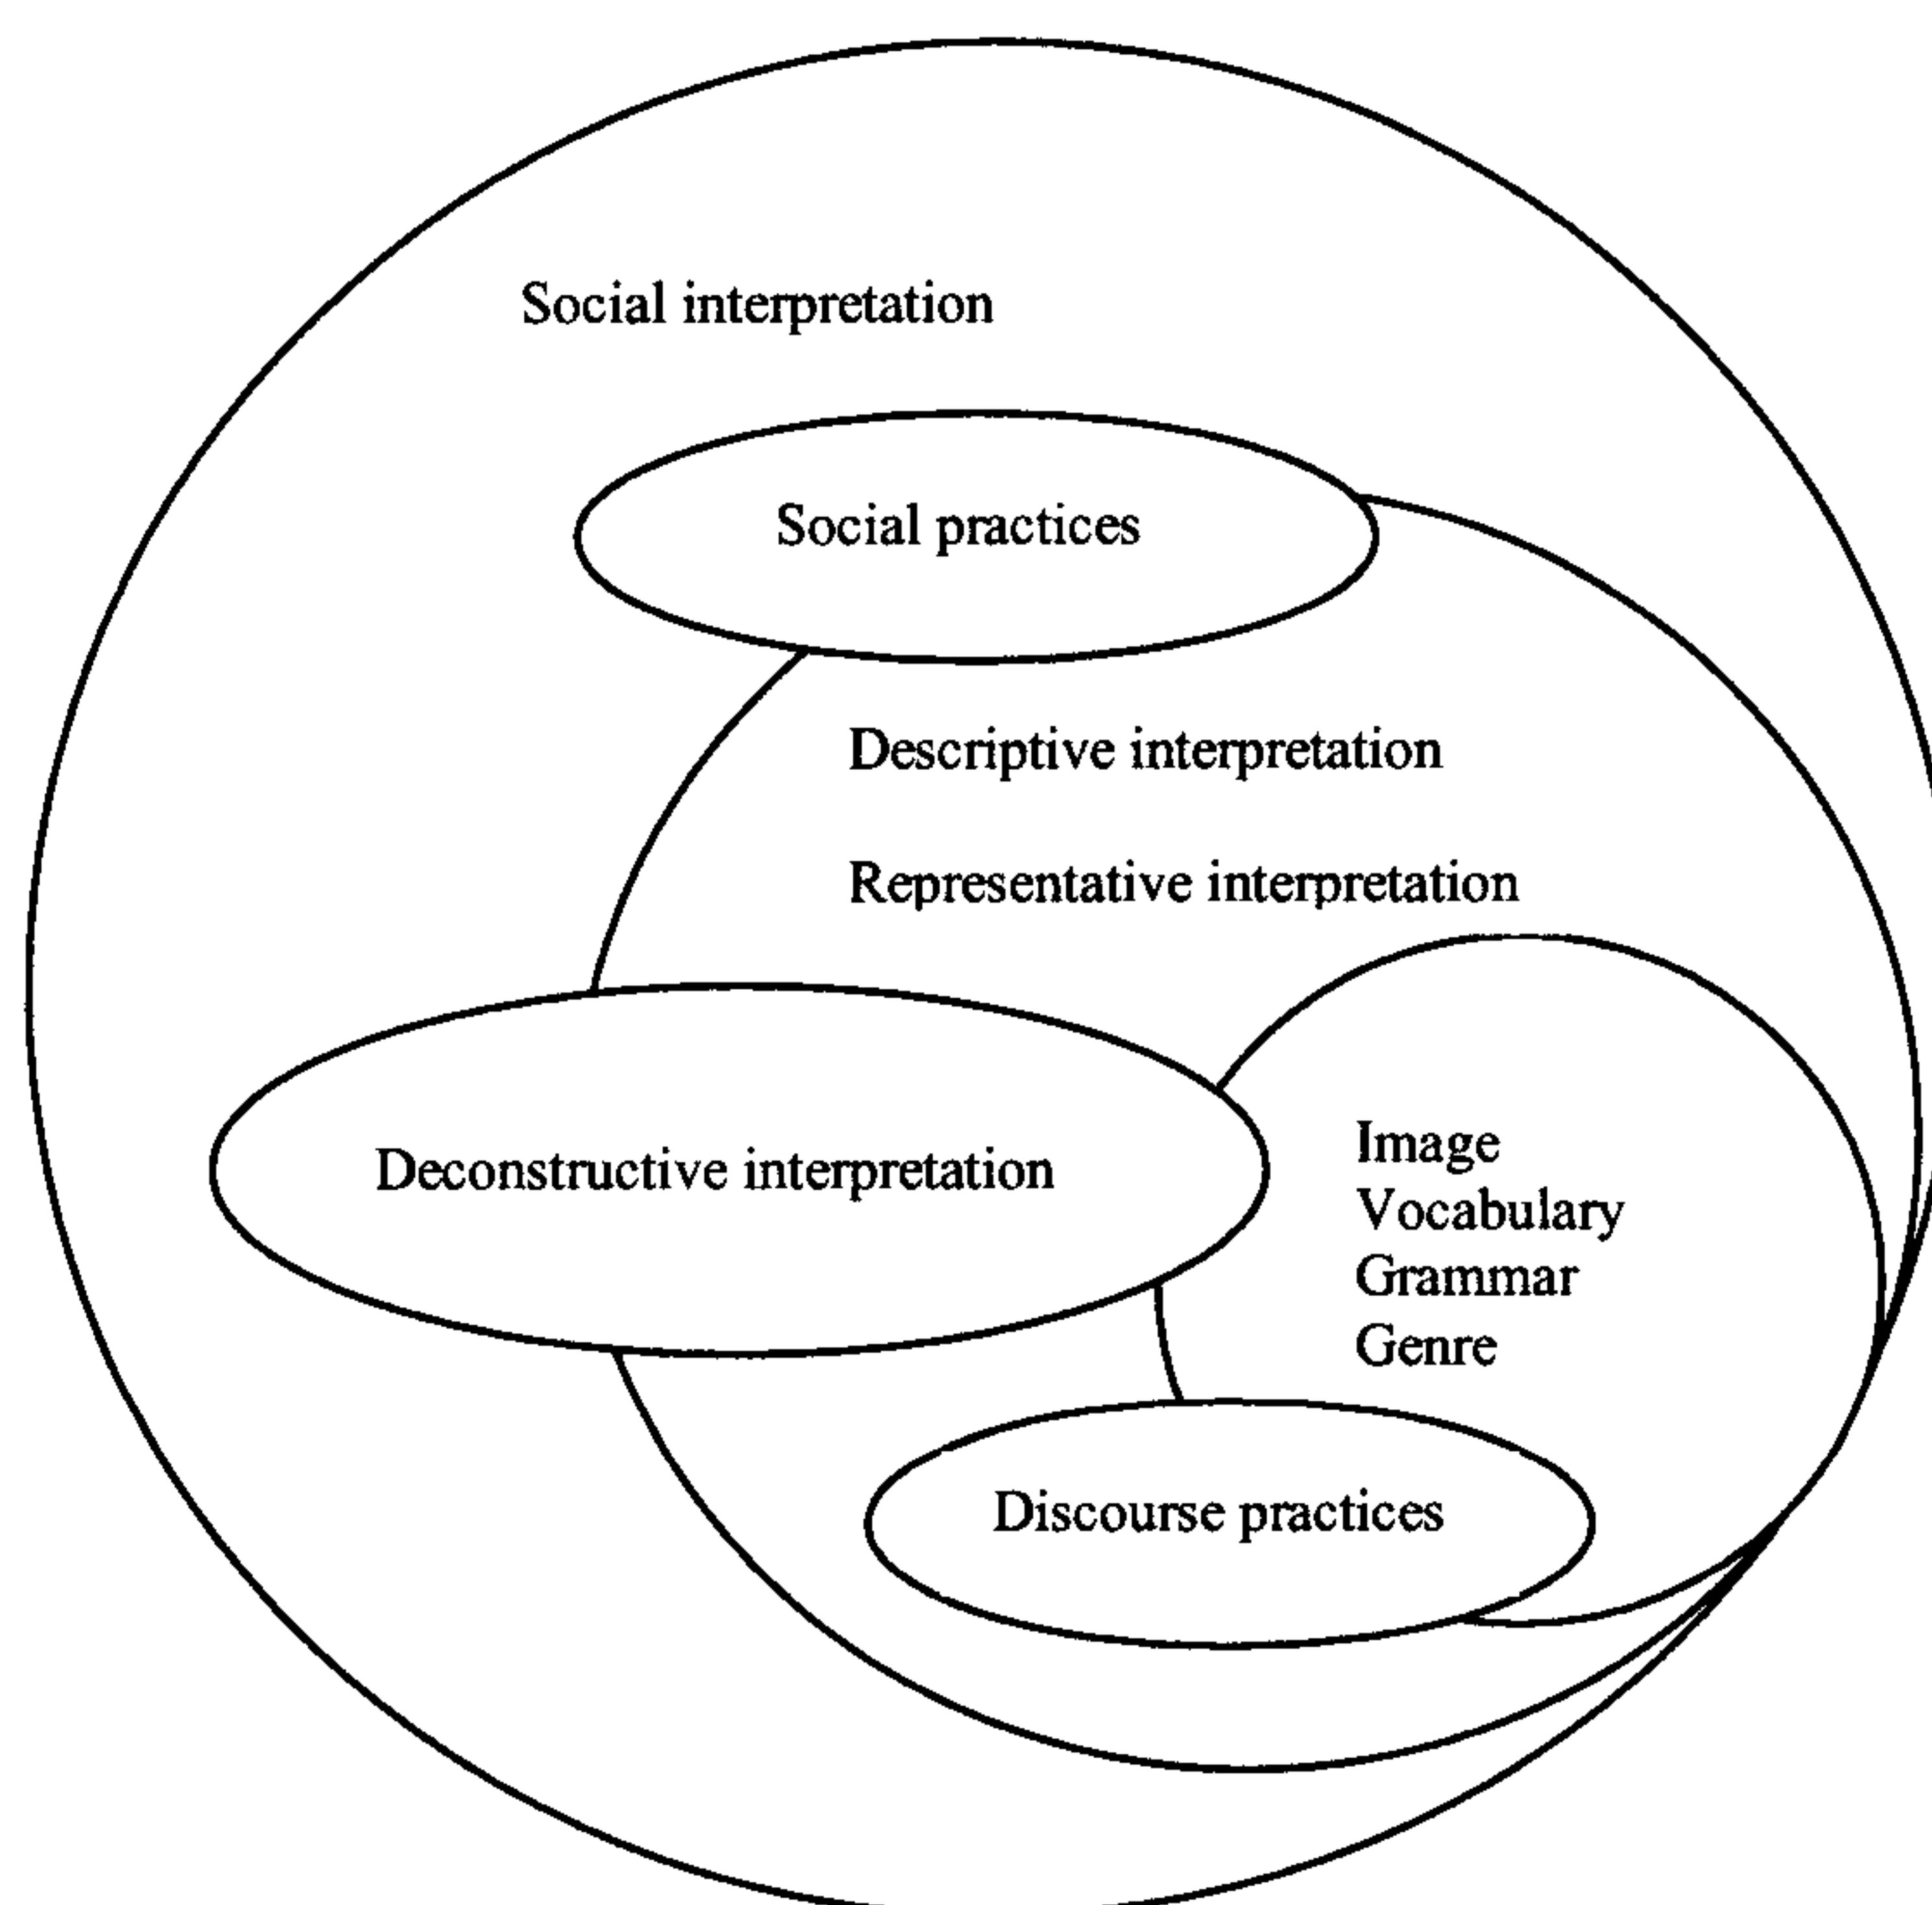 Social interpretation
Social practices
Descriptive interpretation
Representative interpretation
Deconstructive interpretation
Image
Vocabulary
Grammar
Genre
Discourse practices